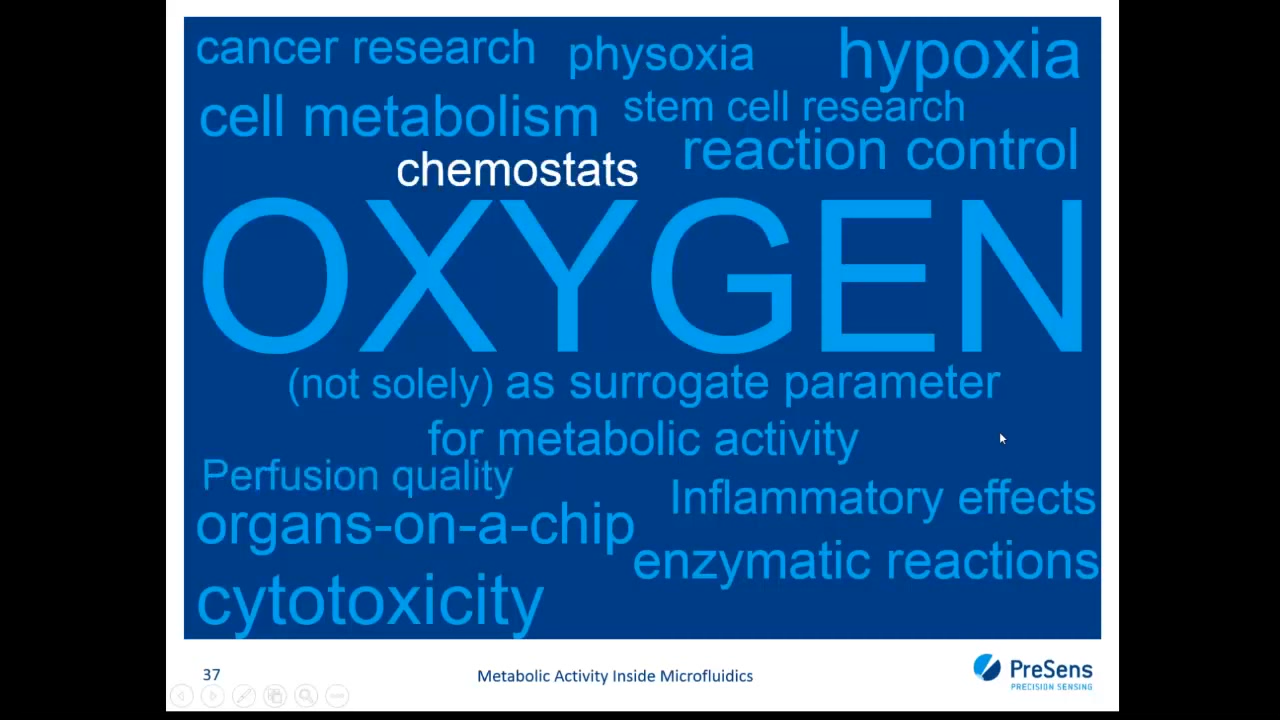 cancer research physoxia hypoxia
cell metabolism stem cell research
chemostats reaction control
OXYGEN
(not solely) as surrogate parameter
for metabolic activity
Perfusion quality
Inflammatory effects
organs-on-a-chip
enzymatic reactions
cytotoxicity
37 Metabolic Activity Inside Microfluidics
PreSens
PRECISION SENSING